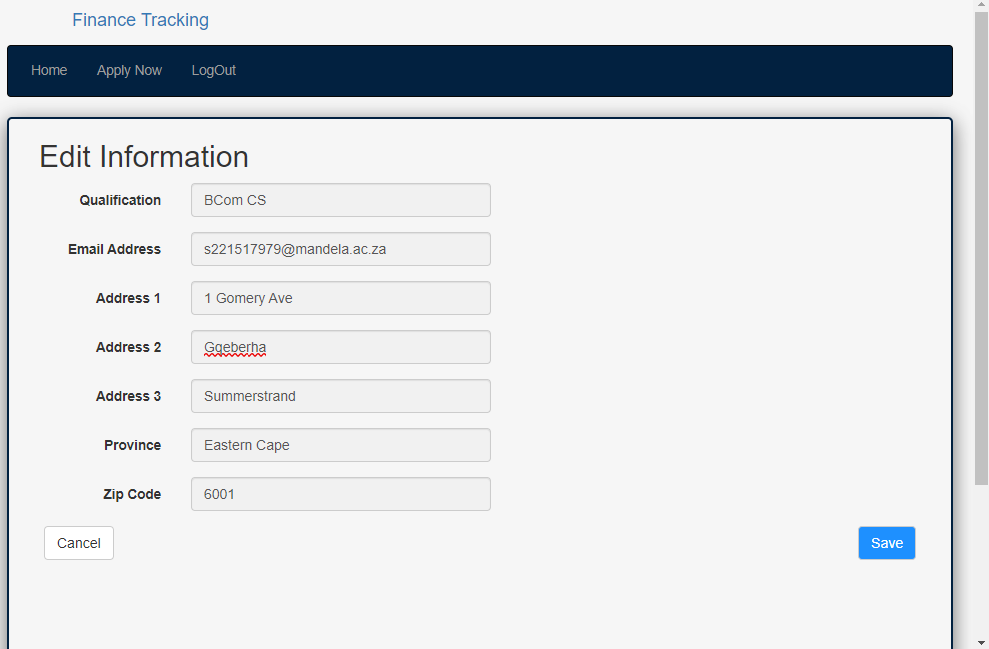 Finance Tracking
Home Apply Now LogOut
Edit Information
Qualification BCom CS
Email Address s221517979@mandela.ac.za
Address 1 1 Gomery Ave
Address 2 Gqeberha
Address 3 Summerstrand
Province Eastern Cape
Zip Code 6001
Cancel Save